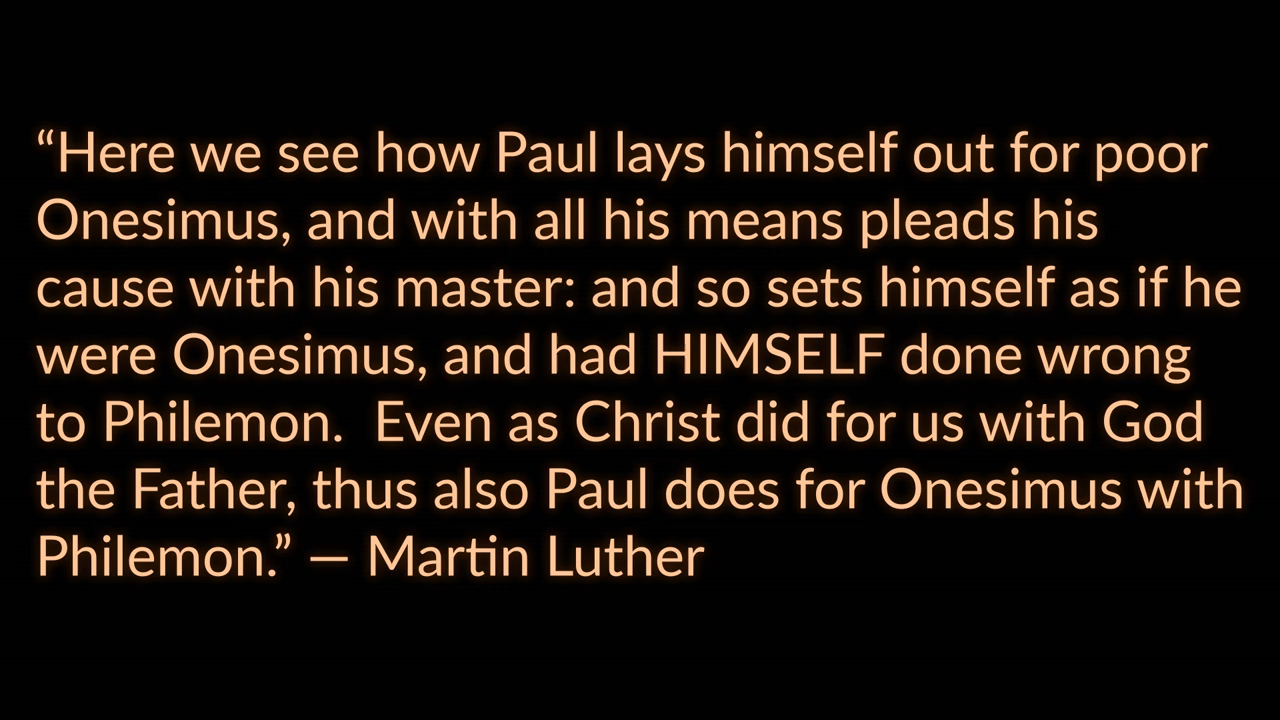 “Here we see how Paul lays himself out for poor
Onesimus, and with all his means pleads his
cause with his master: and so sets himself as if he
were Onesimus, and had HIMSELF done wrong
to Philemon.  Even as Christ did for us with God
the Father, thus also Paul does for Onesimus with
Philemon.” — Martin Luther